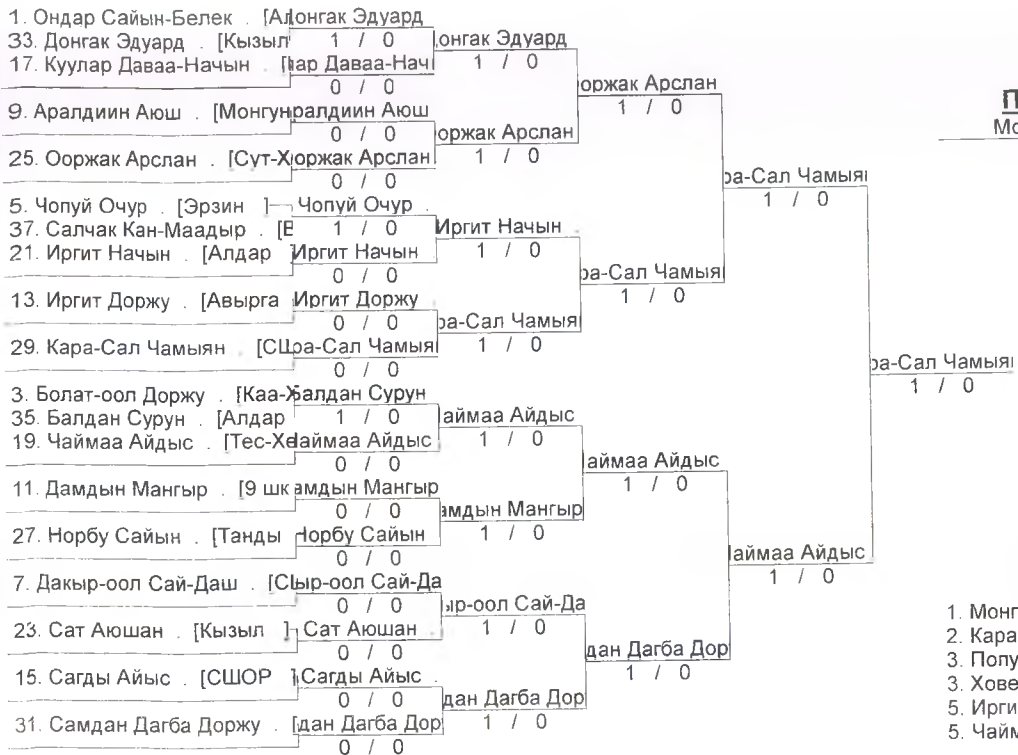 1. Ондар Сайын-Белек . [Ал
онгак Эдуард
33. Донгак Эдуард . [Кызыл
1 / 0
онгак Эдуард
17. Куулар Даваа-Начын . [
ар Даваа-Нач
1 / 0
0 / 0
оржак Арслан
9. Аралдиин Аюш . [Монгун
ралдиин Аюш
1 / 0
0 / 0
оржак Арслан
25. Ооржак Арслан . [Сут-Х
оржак Арслан
1 / 0
0 / 0
ра-Сал Чамыя
5. Чопуй Очур . [Эрзин ]
Чопуй Очур .
1 / 0
37. Салчак Кан-Маадыр . [Е
1 / 0
Иргит Начын
21. Иргит Начын . [Алдар
Иргит Начын
1 / 0
0 / 0
ра-Сал Чамыя
13. Иргит Доржу . [Авырга
Иргит Доржу
1 / 0
0 / 0
ра-Сал Чамыя
29. Кара-Сал Чамыян . [СШ
ра-Сал Чамыя
1 / 0
0 / 0
ра-Сал Чамыя
1 / 0
3. Болат-оол Доржу . [Каа-Х
Балдан Сурун
35. Балдан Сурун . [Алдар
1 / 0
аймаа Айдыс
19. Чаймаа Айдыс . [Тес-Хе
аймаа Айдыс
1 / 0
0 / 0
аймаа Айдыс
11. Дамдын Мангыр . [9 шк
амдын Мангыр
1 / 0
0 / 0
амдын Мангыр
27. Норбу Сайын . [Танды
Норбу Сайын
1 / 0
0 / 0
аймаа Айдыс
7. Дакыр-оол Сай-Даш . [С
ыр-оол Сай-Да
1 / 0
0 / 0
ыр-оол Сай-Да
23. Сат Аюшан . [Кызыл ]
Сат Аюшан .
1 / 0
0 / 0
дан Дагба Дор
15. Сагды Айыс . [СШОР
Сагды Айыс .
1 / 0
0 / 0
дан Дагба Дор
31. Самдан Дагба Доржу . [
дан Дагба Дор
1 / 0
0 / 0
П
Мо
1. Монг
2. Кара
3. Попу
3. Хове
5. Ирги
5. Чайм